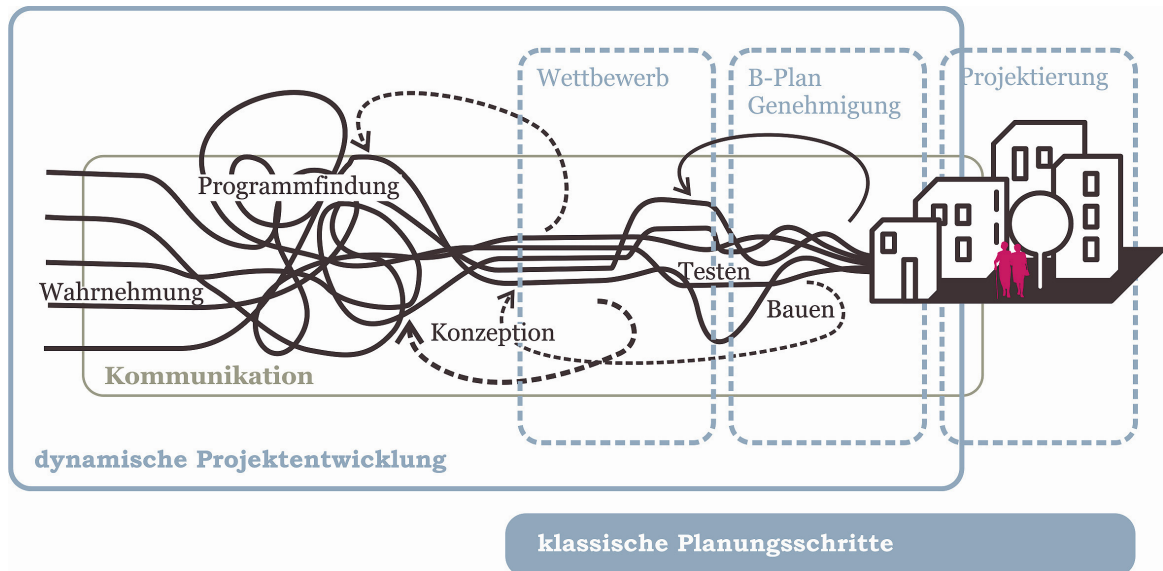 Wettbewerb
B-Plan
Genehmigung
Projektierung
Programmfindung
Wahrnehmung
Testen
Bauen
Konzeption
Kommunikation
dynamische Projektentwicklung
klassische Planungsschritte